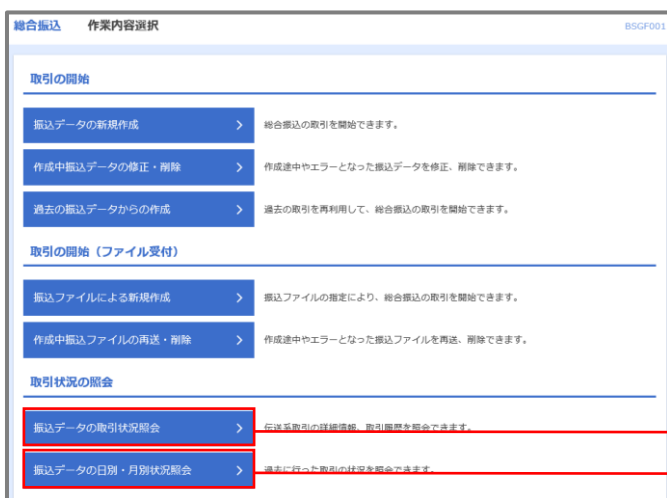 総合振込 作業内容選択 BSGF001
取引の開始
振込データの新規作成 総合振込の取引を開始できます。
作成中振込データの修正・削除 作成途中やエラーとなった振込データを修正、削除できます。
過去の振込データからの作成 過去の取引を再利用して、総合振込の取引を開始できます。
取引の開始（ファイル受付）
振込ファイルによる新規作成 振込ファイルの指定により、総合振込の取引を開始できます。
作成中振込ファイルの再送・削除 作成途中やエラーとなった振込ファイルを再送、削除できます。
取引状況の照会
振込データの取引状況照会 伝送系取引の詳細情報、取引履歴を照会できます。
振込データの日別・月別状況照会 過去に行った取引の状況を照会できます。